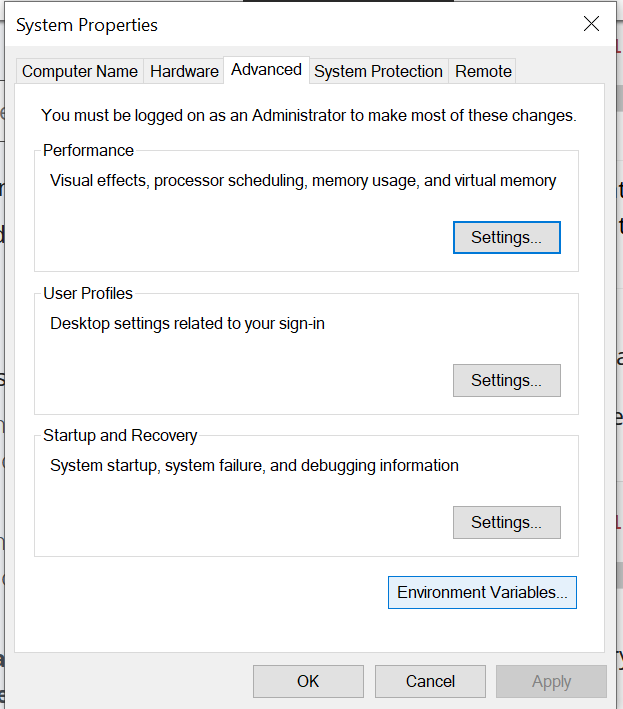 System Properties
Computer Name Hardware Advanced System Protection Remote
You must be logged on as an Administrator to make most of these changes.
Performance
Visual effects, processor scheduling, memory usage, and virtual memory
Settings...
User Profiles
Desktop settings related to your sign-in
Settings...
Startup and Recovery
System startup, system failure, and debugging information
Settings...
Environment Variables...
OK Cancel Apply